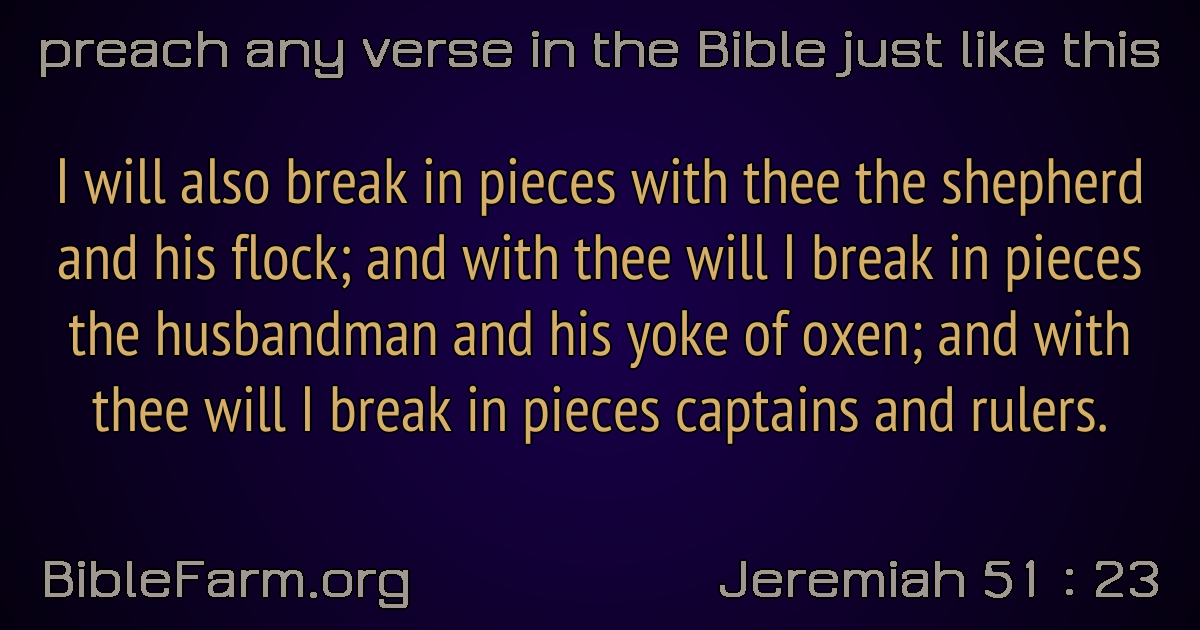 preach any verse in the Bible just like this
I will also break in pieces with thee the shepherd
and his flock; and with thee will I break in pieces
the husbandman and his yoke of oxen; and with
thee will I break in pieces captains and rulers.
BibleFarm.org
Jeremiah 51 : 23